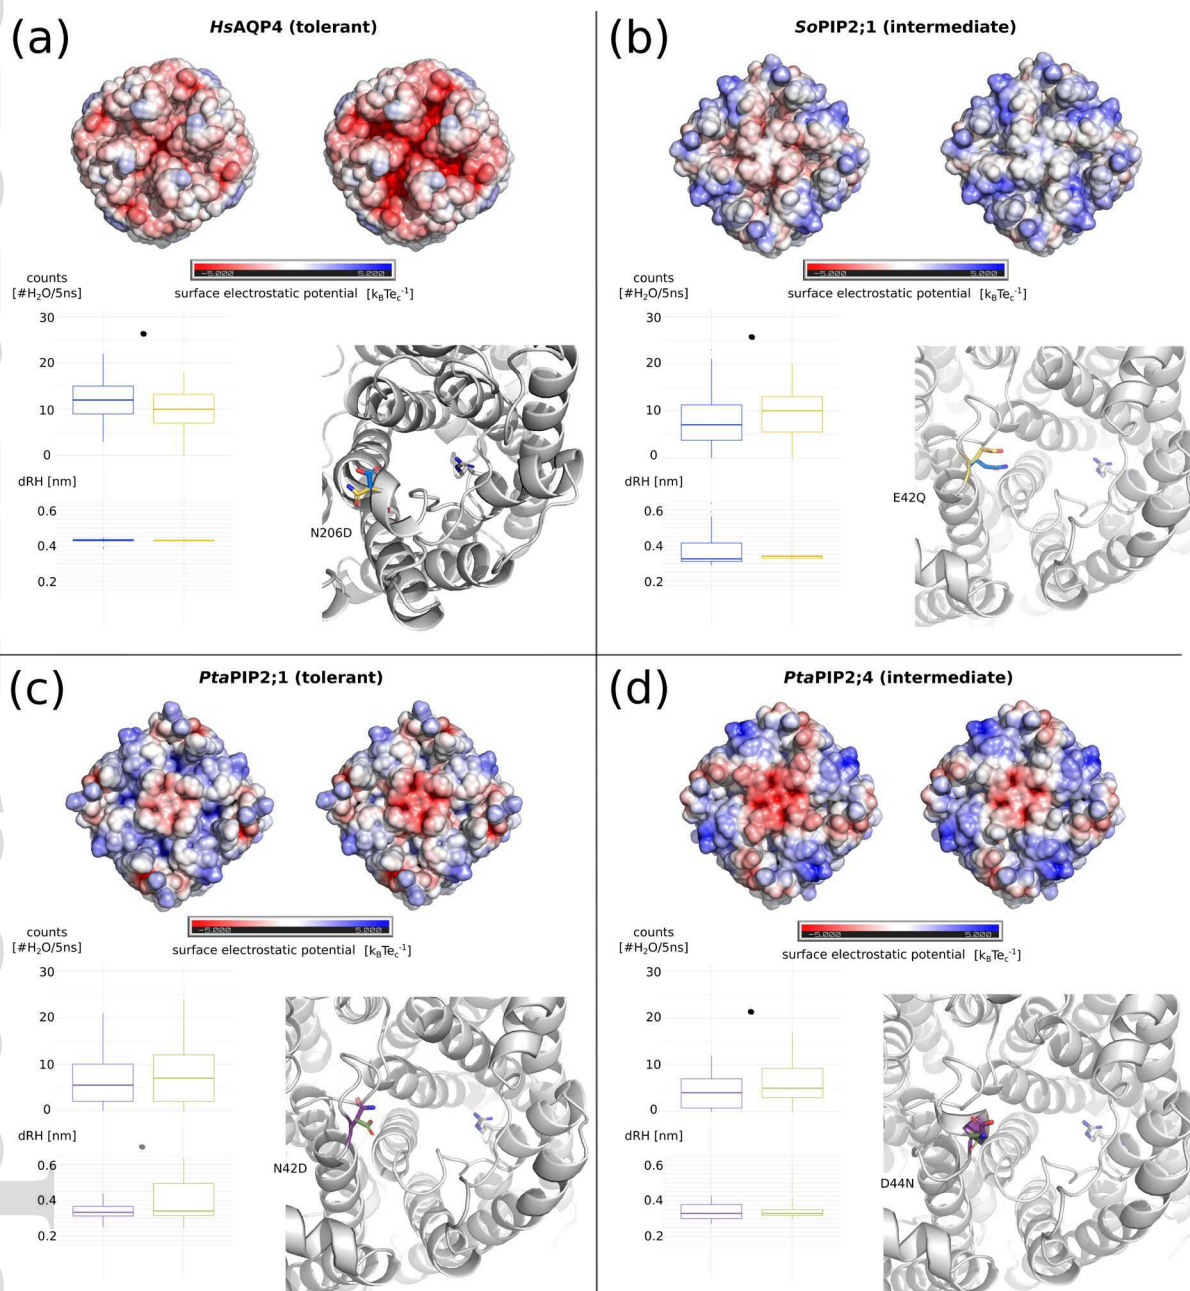 (a)
HsAQP4 (tolerant)
-5.000 5.000
counts
[#H₂O/5ns]
surface electrostatic potential [kBTec⁻¹]
30
20
10
0
dRH [nm]
0.6
0.4
0.2
N206D
(b)
SoPIP2;1 (intermediate)
-5.000 5.000
counts
[#H₂O/5ns]
surface electrostatic potential [kBTec⁻¹]
30
20
10
0
dRH [nm]
0.6
0.4
0.2
E42Q
(c)
PtaPIP2;1 (tolerant)
-5.000 5.000
counts
[#H₂O/5ns]
surface electrostatic potential [kBTec⁻¹]
30
20
10
0
dRH [nm]
0.6
0.4
0.2
N42D
(d)
PtaPIP2;4 (intermediate)
-5.000 5.000
counts
[#H₂O/5ns]
surface electrostatic potential [kBTec⁻¹]
30
20
10
0
dRH [nm]
0.6
0.4
0.2
D44N